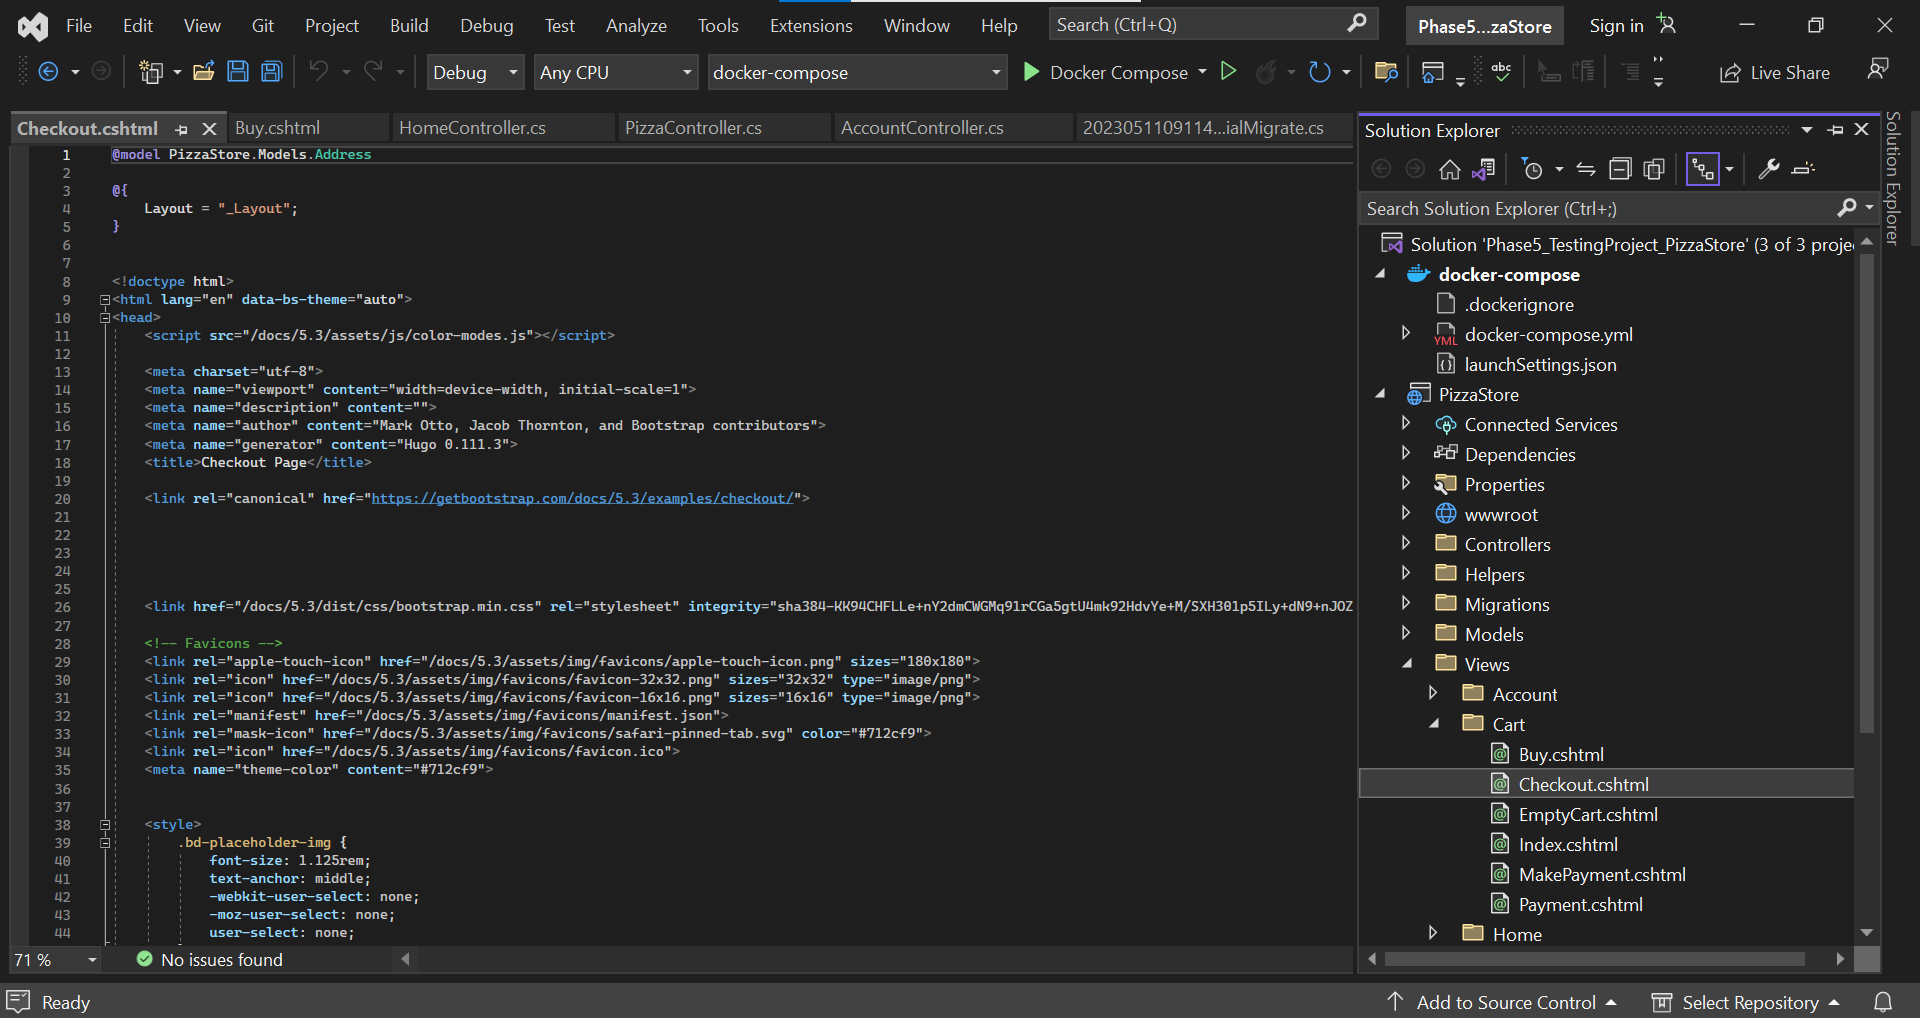 File Edit View Git Project Build Debug Test Analyze Tools Extensions Window Help Search (Ctrl+Q) Phase5...zaStore Sign in
Debug Any CPU docker-compose Docker Compose abc Live Share
Checkout.cshtml Buy.cshtml HomeController.cs PizzaController.cs AccountController.cs 2023051109114...ialMigrate.cs
1 @model PizzaStore.Models.Address
2
3 @{
4 Layout = "_Layout";
5 }
6
7
8 <!doctype html>
9 <html lang="en" data-bs-theme="auto">
10 <head>
11 <script src="/docs/5.3/assets/js/color-modes.js"></script>
12
13 <meta charset="utf-8">
14 <meta name="viewport" content="width=device-width, initial-scale=1">
15 <meta name="description" content="">
16 <meta name="author" content="Mark Otto, Jacob Thornton, and Bootstrap contributors">
17 <meta name="generator" content="Hugo 0.111.3">
18 <title>Checkout Page</title>
19
20 <link rel="canonical" href="https://getbootstrap.com/docs/5.3/examples/checkout/">
21
22
23
24
25
26 <link href="/docs/5.3/dist/css/bootstrap.min.css" rel="stylesheet" integrity="sha384-KK94CHFLLe+nY2dmCWGMq91rCGa5gtU4mk92HdvYe+M/SXH301p5ILy+dN9+nJOZ
27
28 <!-- Favicons -->
29 <link rel="apple-touch-icon" href="/docs/5.3/assets/img/favicons/apple-touch-icon.png" sizes="180x180">
30 <link rel="icon" href="/docs/5.3/assets/img/favicons/favicon-32x32.png" sizes="32x32" type="image/png">
31 <link rel="icon" href="/docs/5.3/assets/img/favicons/favicon-16x16.png" sizes="16x16" type="image/png">
32 <link rel="manifest" href="/docs/5.3/assets/img/favicons/manifest.json">
33 <link rel="mask-icon" href="/docs/5.3/assets/img/favicons/safari-pinned-tab.svg" color="#712cf9">
34 <link rel="icon" href="/docs/5.3/assets/img/favicons/favicon.ico">
35 <meta name="theme-color" content="#712cf9">
36
37
38 <style>
39 .bd-placeholder-img {
40 font-size: 1.125rem;
41 text-anchor: middle;
42 -webkit-user-select: none;
43 -moz-user-select: none;
44 user-select: none;
71 % No issues found
Solution Explorer
Search Solution Explorer (Ctrl+;)
Solution 'Phase5_TestingProject_PizzaStore' (3 of 3 proje
docker-compose
.dockerignore
YML docker-compose.yml
launchSettings.json
PizzaStore
Connected Services
Dependencies
Properties
wwwroot
Controllers
Helpers
Migrations
Models
Views
Account
Cart
Buy.cshtml
Checkout.cshtml
EmptyCart.cshtml
Index.cshtml
MakePayment.cshtml
Payment.cshtml
Home
Solution Explorer
Ready Add to Source Control Select Repository